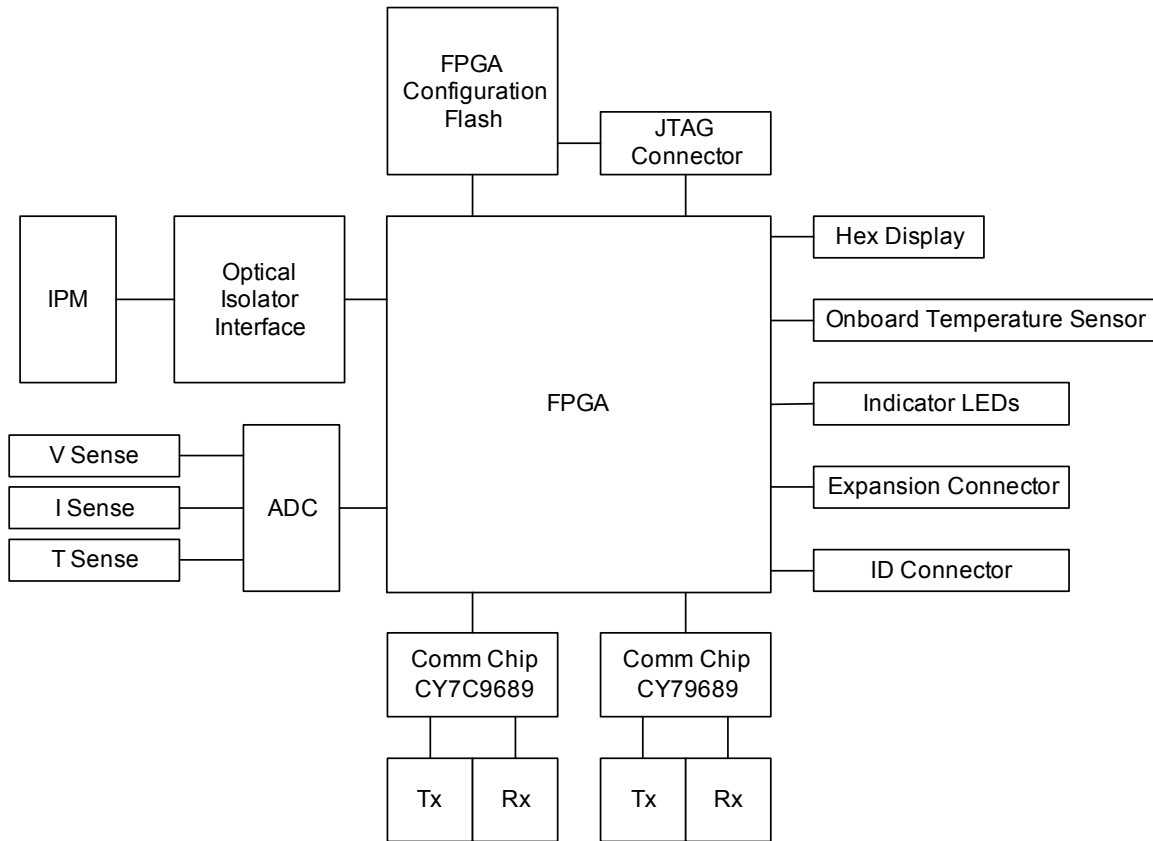 FPGA
Configuration
Flash
JTAG
Connector
Hex Display
IPM
Optical
Isolator
Interface
Onboard Temperature Sensor
FPGA
Indicator LEDs
V Sense
I Sense
ADC
T Sense
Expansion Connector
ID Connector
Comm Chip
CY7C9689
Comm Chip
CY79689
Tx
Rx
Tx
Rx